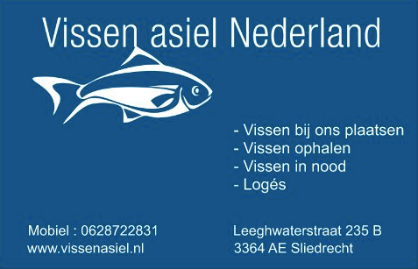 Vissen asiel Nederland
- Vissen bij ons plaatsen
- Vissen ophalen
- Vissen in nood
- Logés
Mobiel : 0628722831
www.vissenasiel.nl
Leeghwaterstraat 235 B
3364 AE Sliedrecht